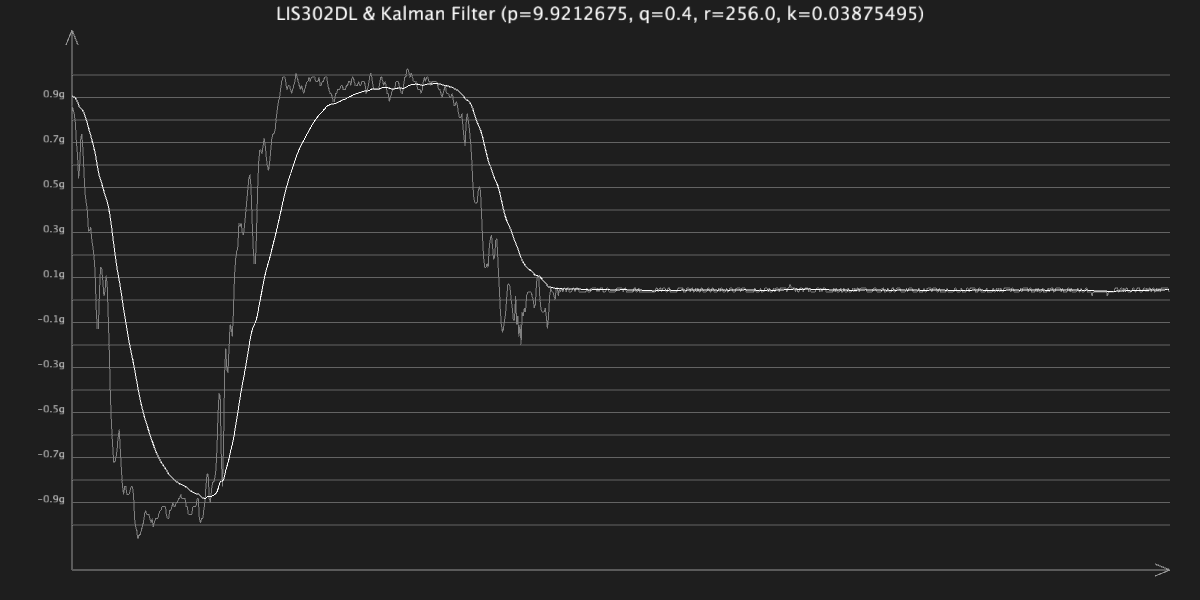 LIS302DL & Kalman Filter (p=9.9212675, q=0.4, r=256.0, k=0.03875495)
0.9g
0.7g
0.5g
0.3g
0.1g
-0.1g
-0.3g
-0.5g
-0.7g
-0.9g